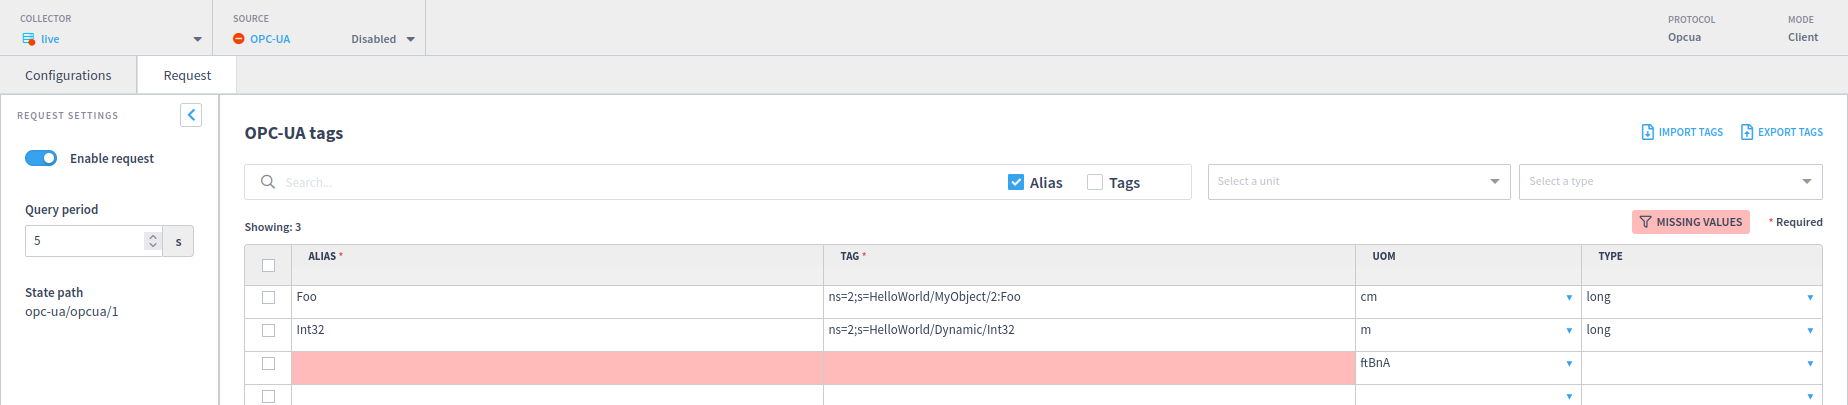 COLLECTOR
live
SOURCE
OPC-UA Disabled
PROTOCOL
Opcua
MODE
Client
Configurations
Request
REQUEST SETTINGS
Enable request
Query period
5 s
State path
opc-ua/opcua/1
OPC-UA tags
IMPORT TAGS EXPORT TAGS
Search... Alias Tags
Select a unit
Select a type
Showing: 3
MISSING VALUES * Required
ALIAS * TAG * UOM TYPE
Foo ns=2;s=HelloWorld/MyObject/2:Foo cm long
Int32 ns=2;s=HelloWorld/Dynamic/Int32 m long
ftBnA